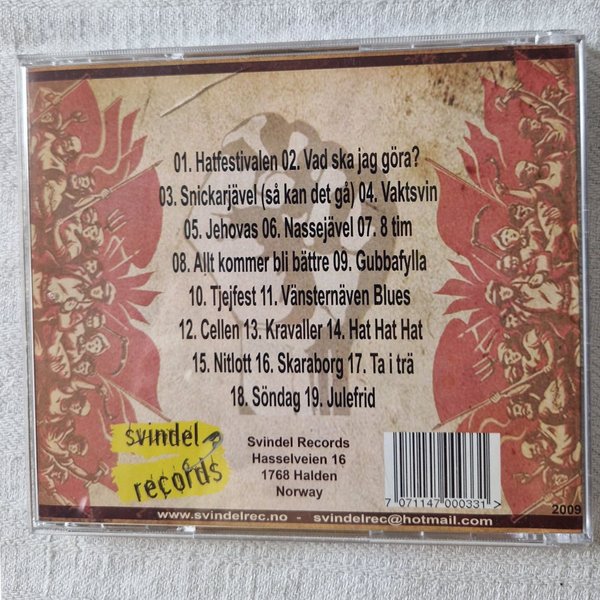 01. Hatfestivalen 02. Vad ska jag göra?
03. Snickarjävel (så kan det gå) 04. Vaktsvin
05. Jehovas 06. Nassejävel 07. 8 tim
08. Allt kommer bli bättre 09. Gubbafylla
10. Tjejfest 11. Vänsternäven Blues
12. Cellen 13. Kravaller 14. Hat Hat Hat
15. Nitlott 16. Skaraborg 17. Ta i trä
18. Söndag 19. Julefrid
svindel
records
Svindel Records
Hasselveien 16
1768 Halden
Norway
7 071147 000331 >
www.svindelrec.no - svindelrec@hotmail.com
2009